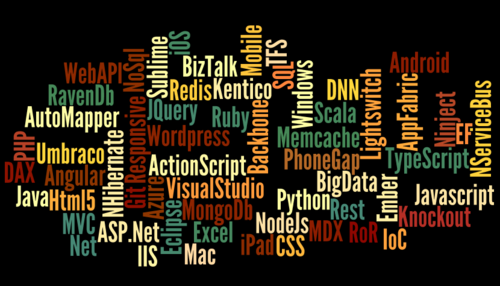 WebAPI
NoSql
Sublime
iOS
BizTalk
Mobile
TFS
SQL
Android
RavenDb
Redis
Kentico
Windows
DNN
Lightswitch
AppFabric
AutoMapper
JQuery
Ruby
Backbone
Scala
Ninject
NServiceBus
PHP
Umbraco
NHibernate
Git
Responsive
Wordpress
Memcache
EF
DAX
Angular
ActionScript
PhoneGap
TypeScript
Java
Html5
Azure
VisualStudio
BigData
Ember
Javascript
MVC
MongoDb
Python
Rest
Knockout
Net
ASP.Net
Eclipse
Excel
NodeJs
MDX
RoR
IoC
IIS
Mac
iPad
CSS